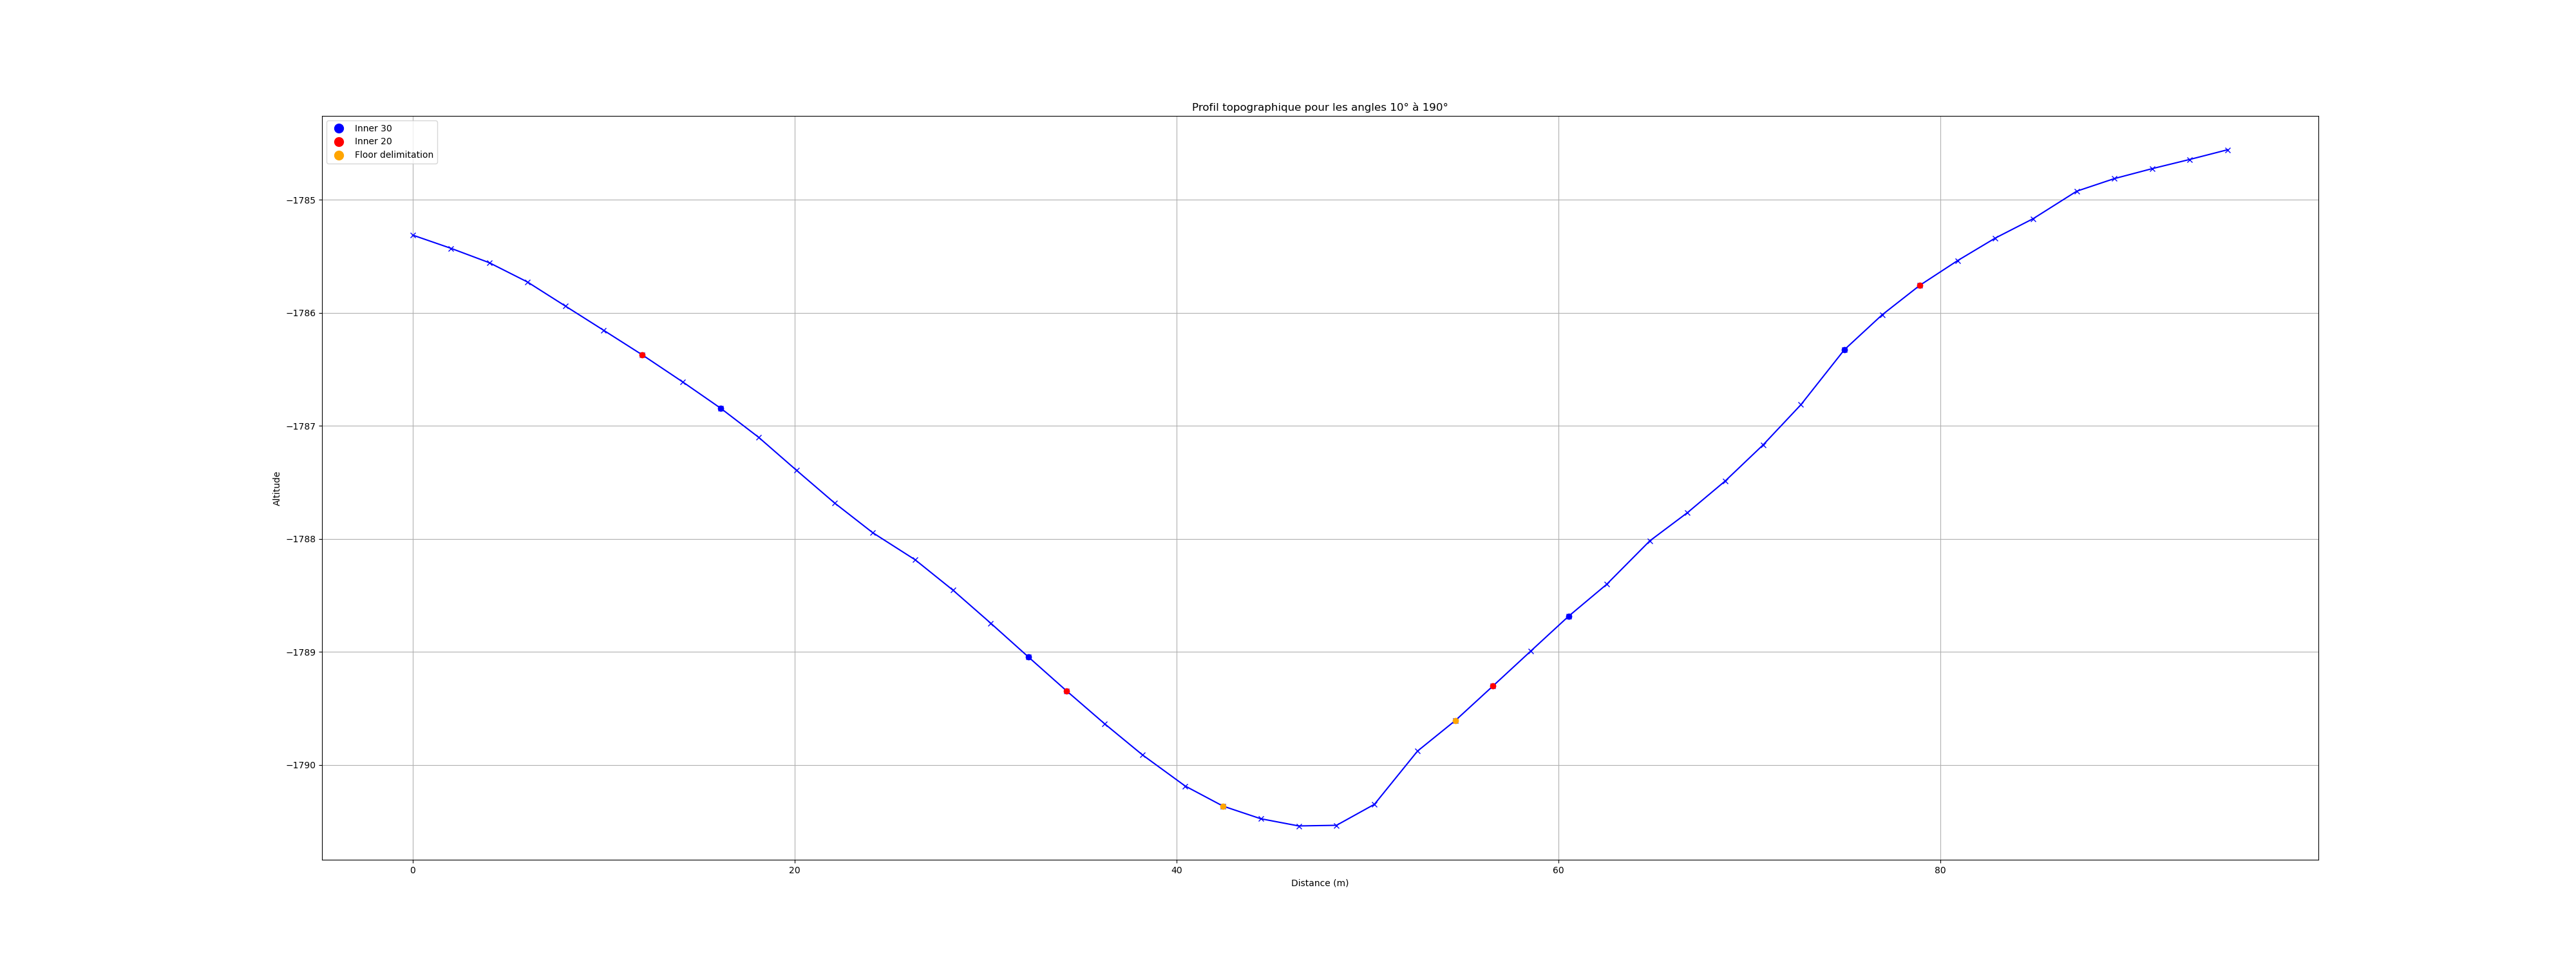 Profil topographique pour les angles 10° à 190°
Inner 30
Inner 20
Floor delimitation
−1785
−1786
−1787
−1788
−1789
−1790
Altitude
0 20 40 60 80
Distance (m)